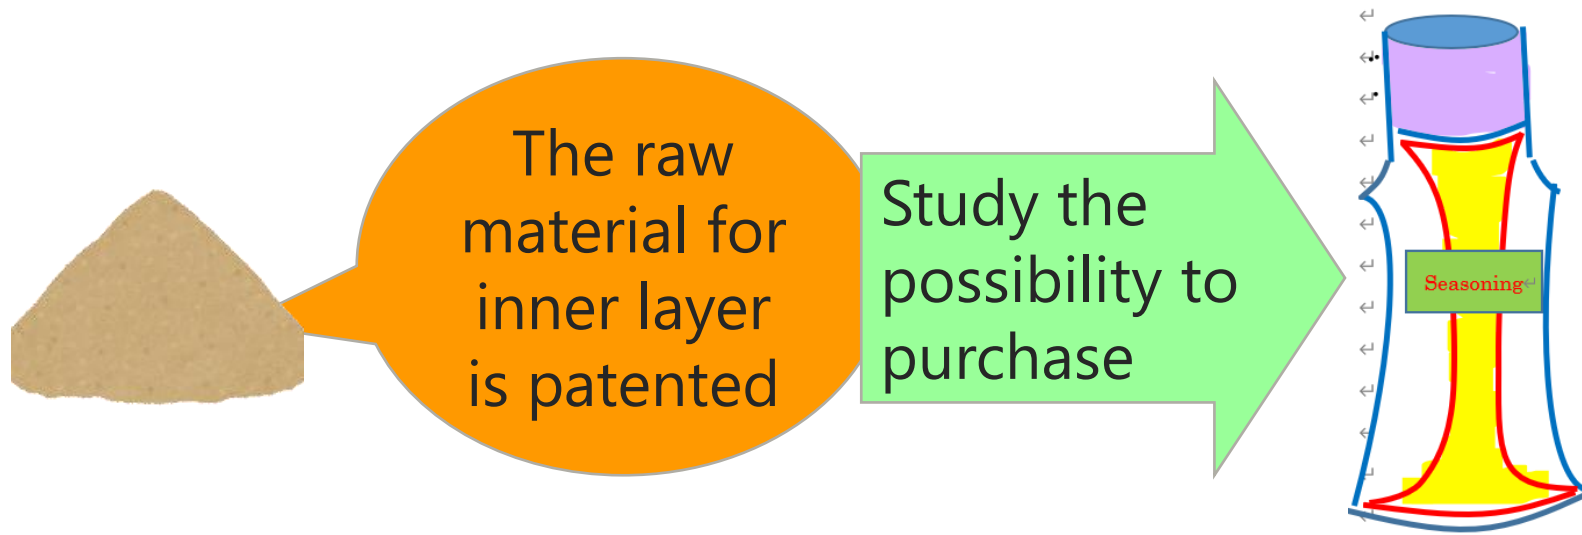 The raw
material for
inner layer
is patented
Study the
possibility to
purchase
Seasoning